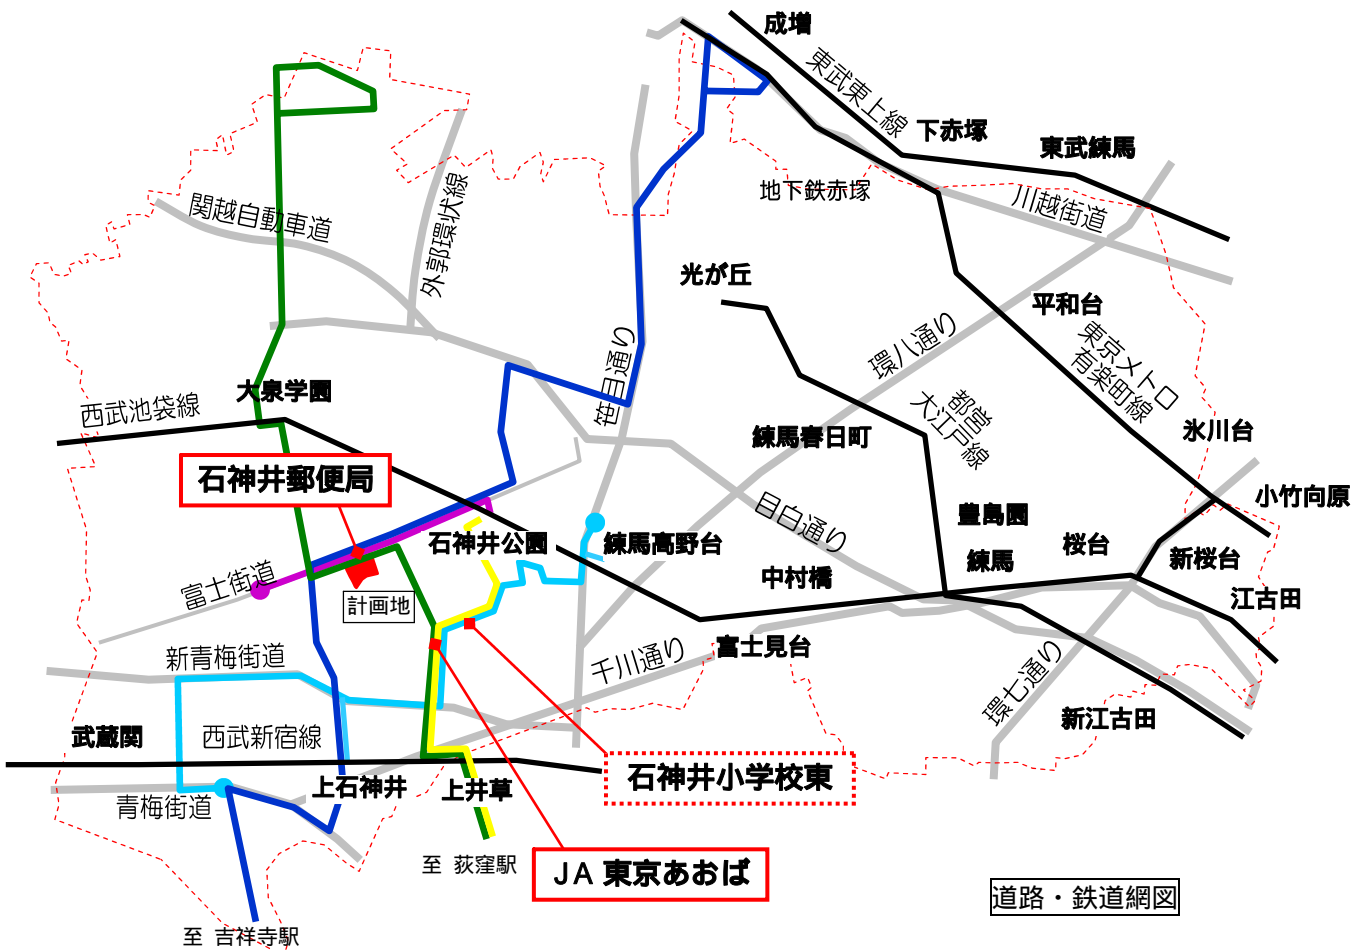 成増
東武東上線
下赤塚
東武練馬
地下鉄赤塚
川越街道
関越自動車道
外郭環状線
光が丘
平和台
環八通り
東京メトロ
有楽町線
笹目通り
大泉学園
西武池袋線
都営
大江戸線
練馬春日町
氷川台
石神井郵便局
小竹向原
目白通り
豊島園
石神井公園
練馬高野台
桜台
新桜台
練馬
中村橋
富士街道
計画地
江古田
新青梅街道
千川通り
富士見台
環七通り
武蔵関
西武新宿線
新江古田
石神井小学校東
上石神井
上井草
青梅街道
至 荻窪駅
JA 東京あおば
道路・鉄道網図
至 吉祥寺駅